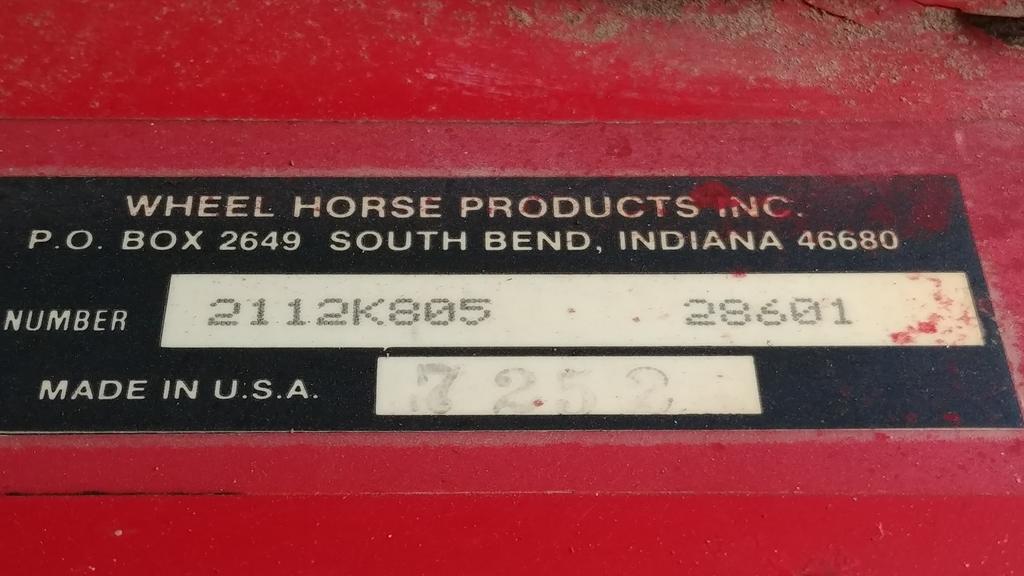 WHEEL HORSE PRODUCTS INC.
P.O. BOX 2649 SOUTH BEND, INDIANA 46680
NUMBER 2112K805 28601
MADE IN U.S.A. 7252